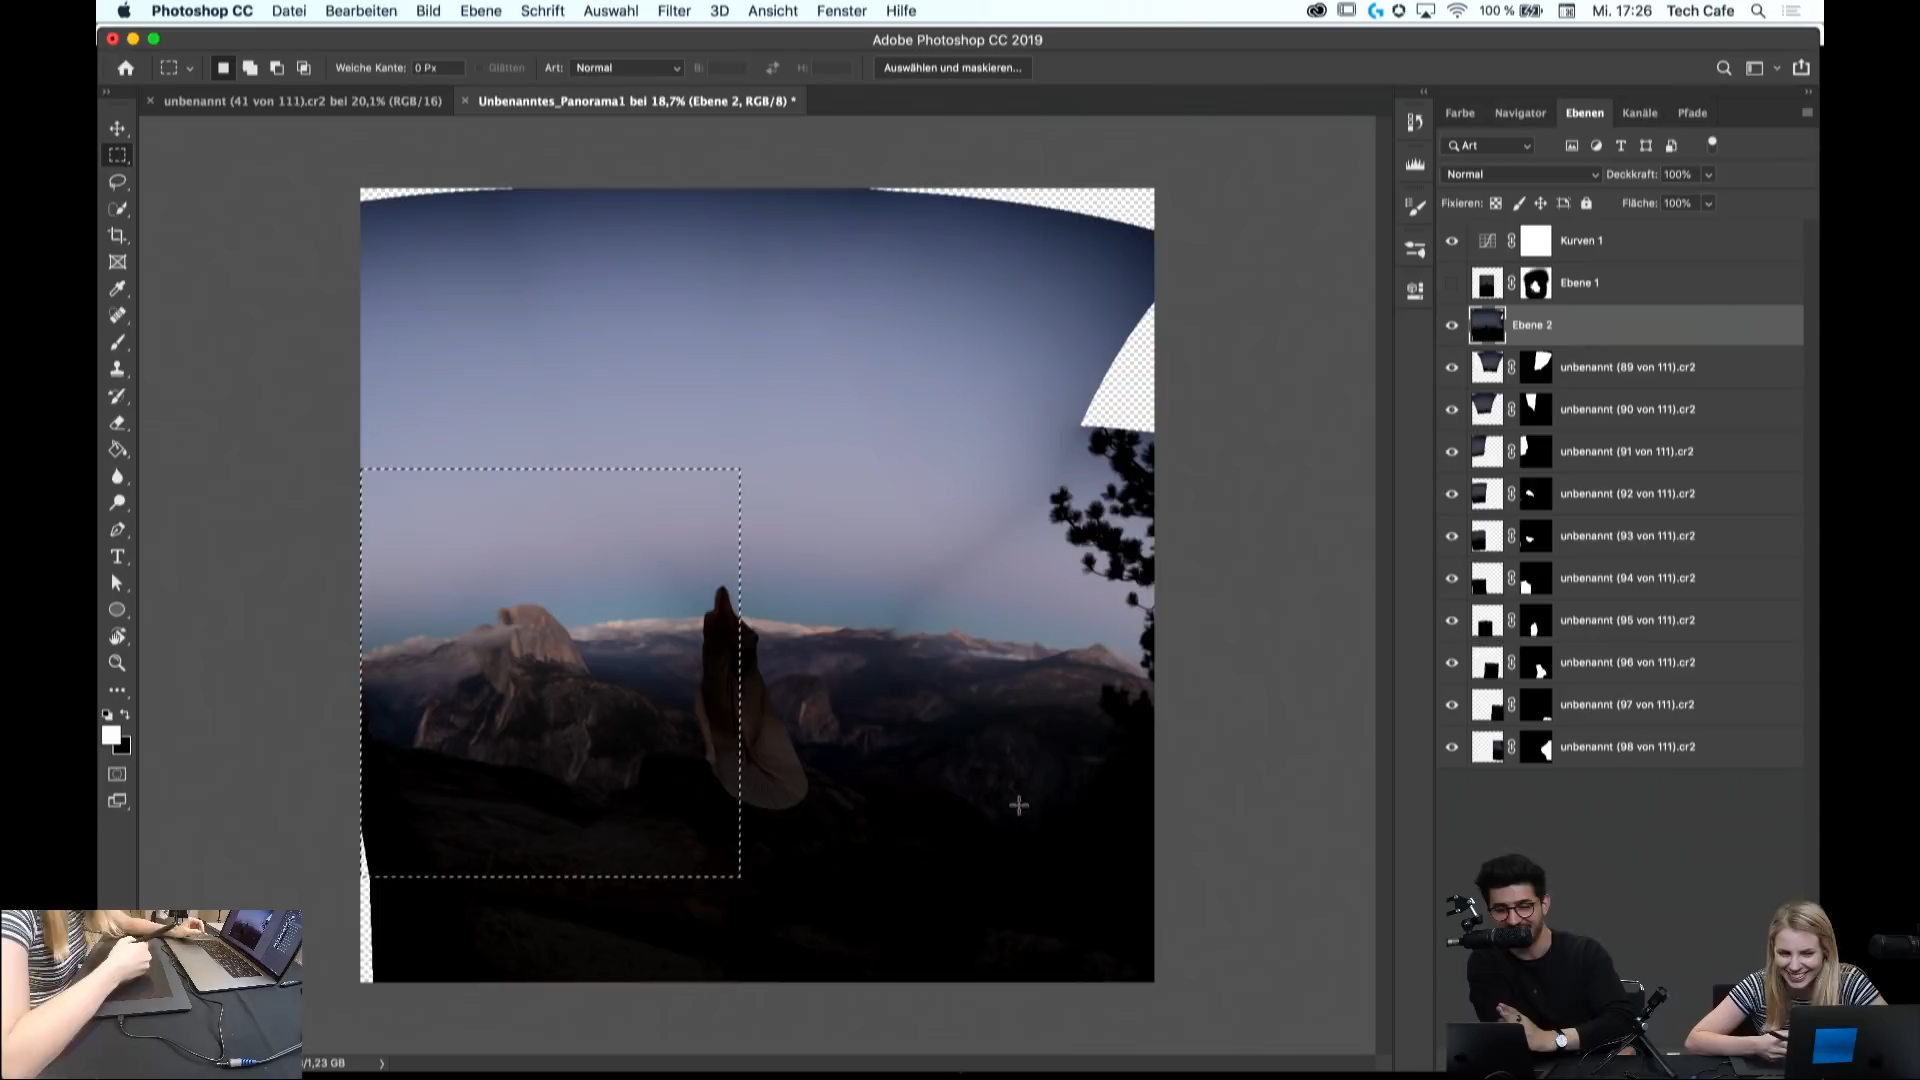 Photoshop CC Datei Bearbeiten Bild Ebene Schrift Auswahl Filter 3D Ansicht Fenster Hilfe 100 % Mi. 17:26 Tech Cafe
Adobe Photoshop CC 2019
Weiche Kante: 0 Px Glätten Art: Normal B: H: Auswählen und maskieren...
unbenannt (41 von 111).cr2 bei 20,1% (RGB/16) Unbenanntes_Panorama1 bei 18,7% (Ebene 2, RGB/8) *
Farbe Navigator Ebenen Kanäle Pfade
Art
Normal Deckkraft: 100%
Fixieren: Fläche: 100%
Kurven 1
Ebene 1
Ebene 2
unbenannt (89 von 111).cr2
unbenannt (90 von 111).cr2
unbenannt (91 von 111).cr2
unbenannt (92 von 111).cr2
unbenannt (93 von 111).cr2
unbenannt (94 von 111).cr2
unbenannt (95 von 111).cr2
unbenannt (96 von 111).cr2
unbenannt (97 von 111).cr2
unbenannt (98 von 111).cr2
/1,23 GB